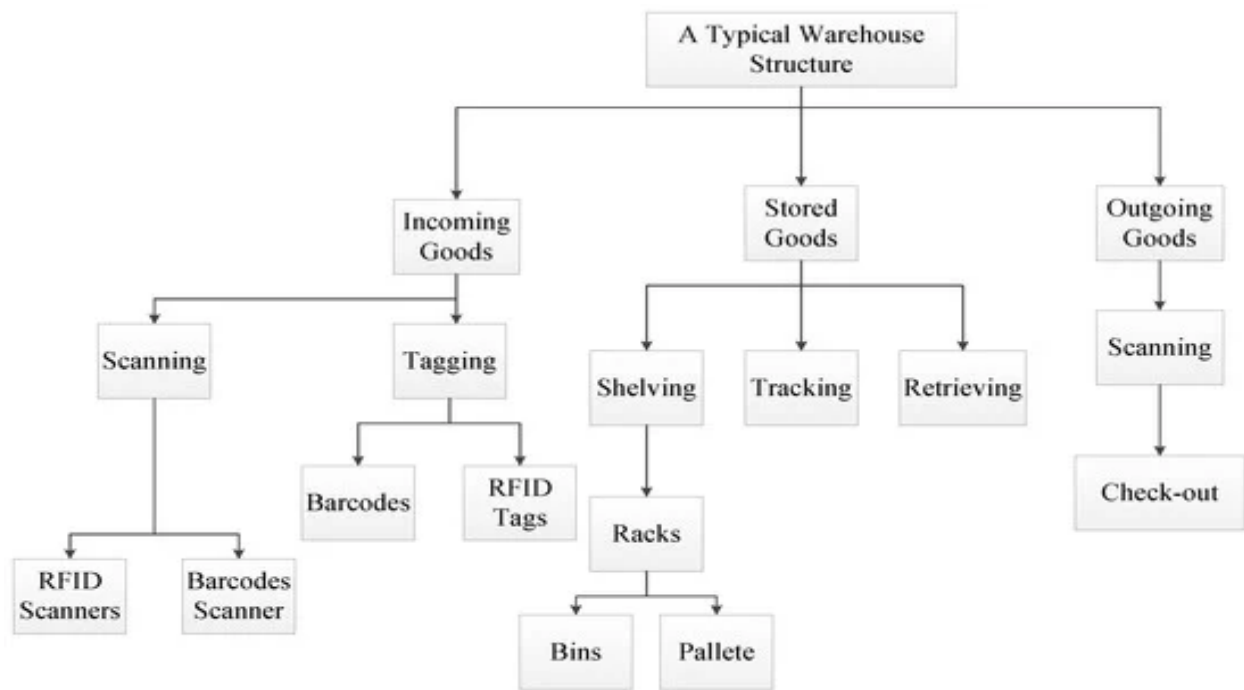 A Typical Warehouse
Structure
Incoming
Goods
Stored
Goods
Outgoing
Goods
Scanning
Tagging
Shelving
Tracking
Retrieving
Scanning
Barcodes
RFID
Tags
Racks
Check-out
RFID
Scanners
Barcodes
Scanner
Bins
Pallete